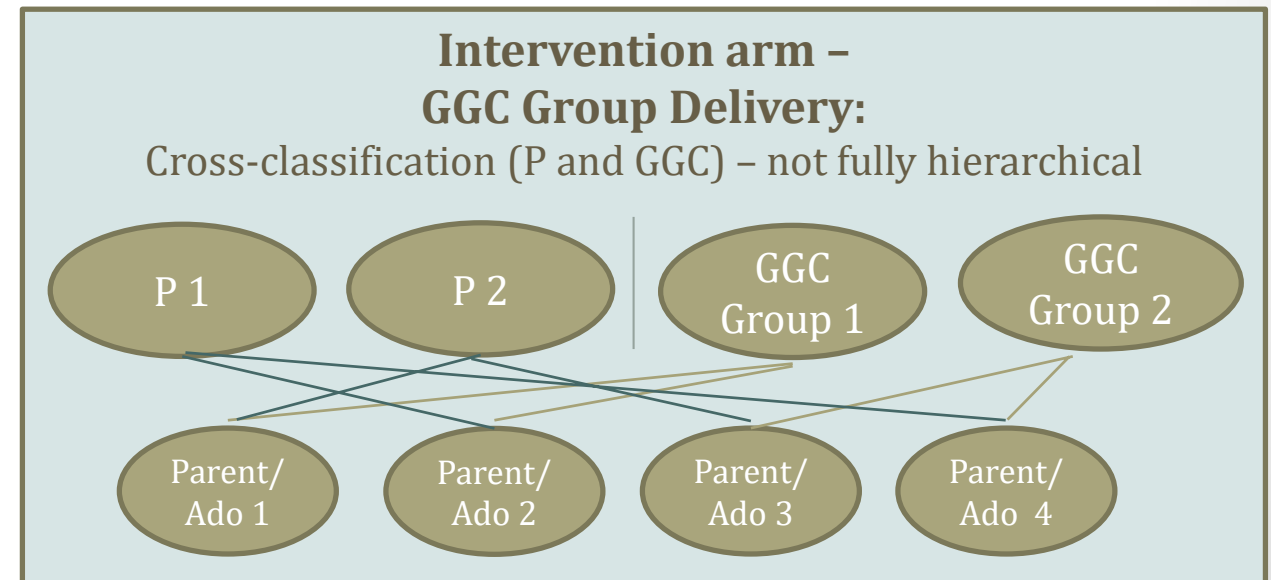 Intervention arm –
GGC Group Delivery:
Cross-classification (P and GGC) – not fully hierarchical
P 1
P 2
GGC
Group 1
GGC
Group 2
Parent/
Ado 1
Parent/
Ado 2
Parent/
Ado 3
Parent/
Ado 4